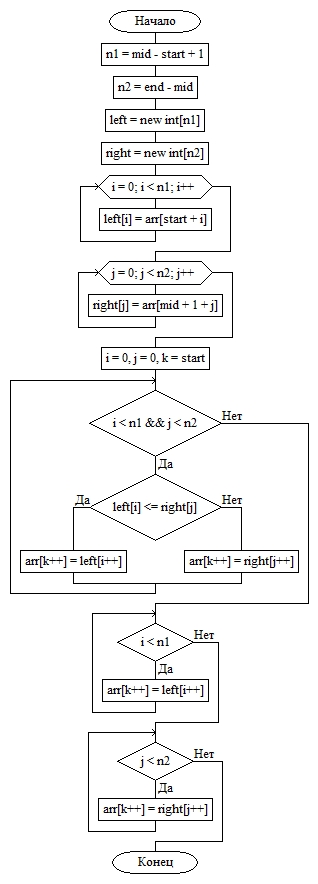 Начало
n1 = mid - start + 1
n2 = end - mid
left = new int[n1]
right = new int[n2]
i = 0; i < n1; i++
left[i] = arr[start + i]
j = 0; j < n2; j++
right[j] = arr[mid + 1 + j]
i = 0, j = 0, k = start
i < n1 && j < n2
Нет
Да
Да
left[i] <= right[j]
Нет
arr[k++] = left[i++]
arr[k++] = right[j++]
i < n1
Нет
Да
arr[k++] = left[i++]
j < n2
Нет
Да
arr[k++] = right[j++]
Конец